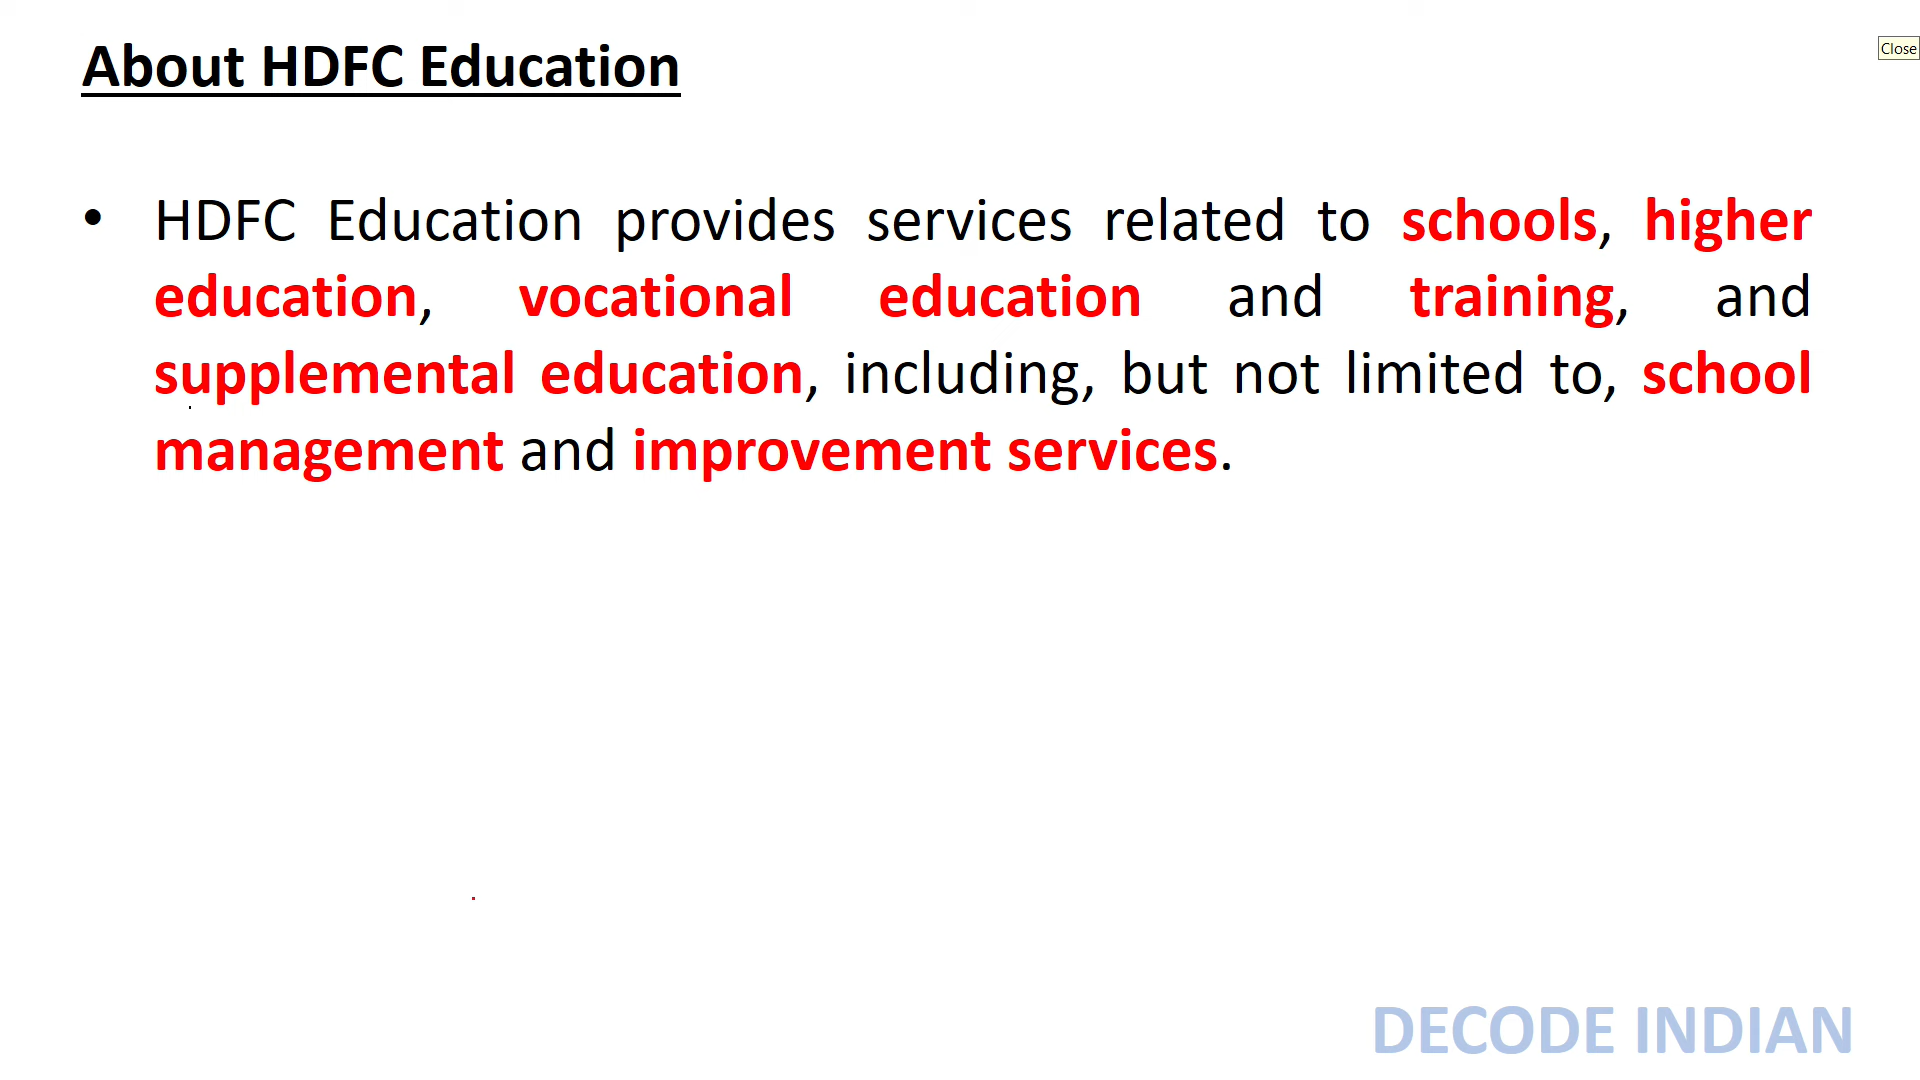 About HDFC Education
Close
• HDFC Education provides services related to schools, higher
education, vocational education and training, and
supplemental education, including, but not limited to, school
management and improvement services.
DECODE INDIAN